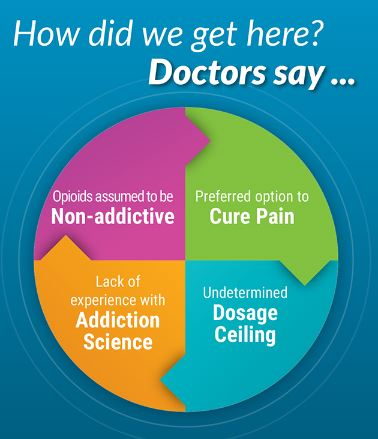 How did we get here?
Doctors say ...
Opioids assumed to be
Non-addictive
Preferred option to
Cure Pain
Lack of
experience with
Addiction
Science
Undetermined
Dosage
Ceiling